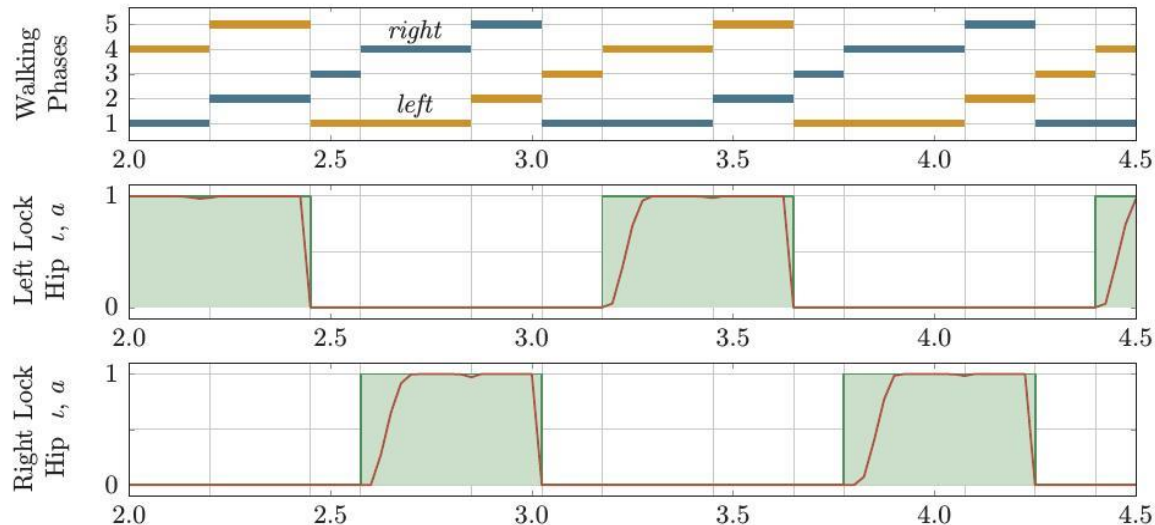 Walking
Phases
5
4
3
2
1
right
left
2.0 2.5 3.0 3.5 4.0 4.5
Left Lock
Hip ι, a
1
0
2.0 2.5 3.0 3.5 4.0 4.5
Right Lock
Hip ι, a
1
0
2.0 2.5 3.0 3.5 4.0 4.5